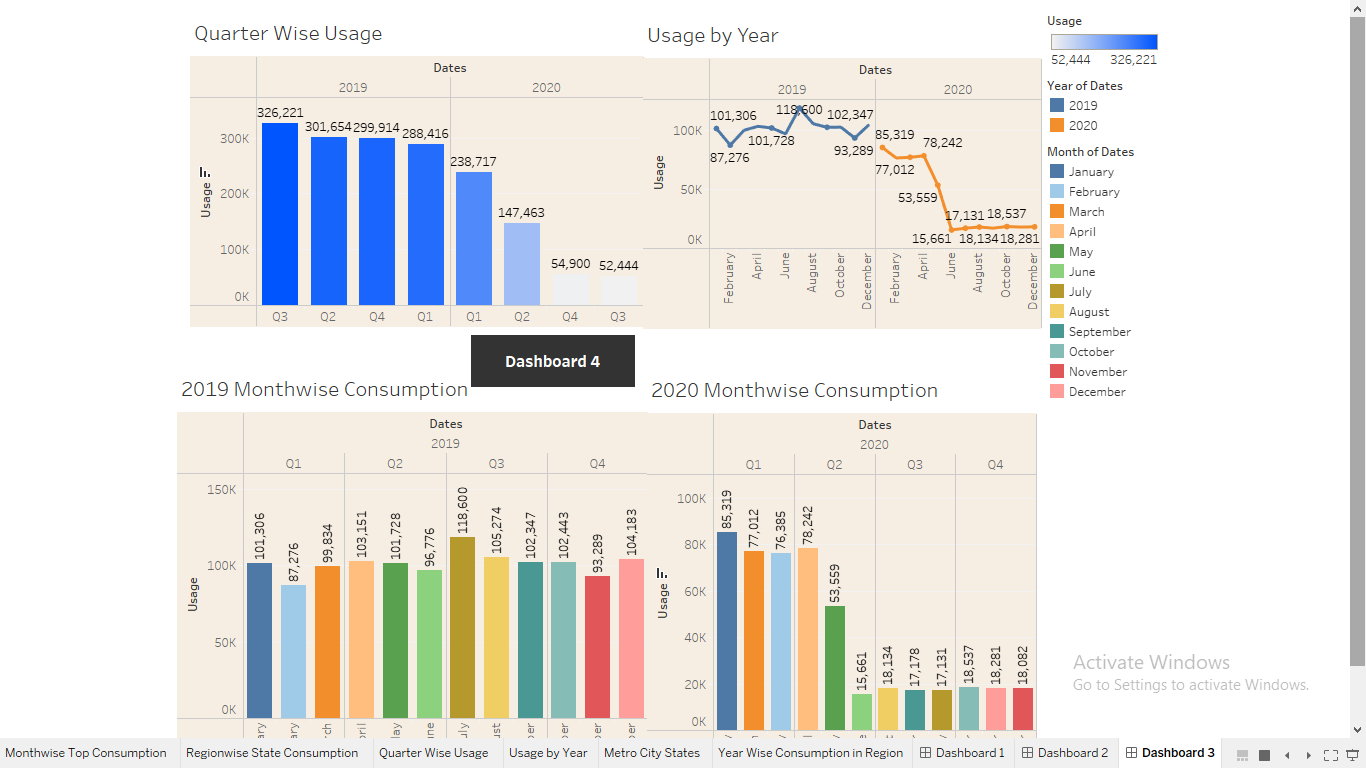 Quarter Wise Usage
Dates
2019
2020
Usage
300K
200K
100K
0K
326,221
301,654
299,914
288,416
238,717
147,463
54,900
52,444
Q3
Q2
Q4
Q1
Q1
Q2
Q4
Q3
Usage by Year
Dates
2019
2020
Usage
100K
50K
0K
101,306
87,276
101,728
118,600
102,347
93,289
85,319
77,012
78,242
53,559
15,661
17,131
18,134
18,537
18,281
February
April
June
August
October
December
February
April
June
August
October
December
Usage
52,444 326,221
Year of Dates
2019
2020
Month of Dates
January
February
March
April
May
June
July
August
September
October
November
December
Dashboard 4
2019 Monthwise Consumption
Dates
2019
Q1
Q2
Q3
Q4
Usage
150K
100K
50K
0K
101,306
87,276
99,834
103,151
101,728
96,776
118,600
105,274
102,347
102,443
93,289
104,183
2020 Monthwise Consumption
Dates
2020
Q1
Q2
Q3
Q4
Usage
100K
80K
60K
40K
20K
0K
85,319
77,012
76,385
78,242
53,559
15,661
18,134
17,178
17,131
18,537
18,281
18,082
Activate Windows
Go to Settings to activate Windows.
Monthwise Top Consumption
Regionwise State Consumption
Quarter Wise Usage
Usage by Year
Metro City States
Year Wise Consumption in Region
Dashboard 1
Dashboard 2
Dashboard 3